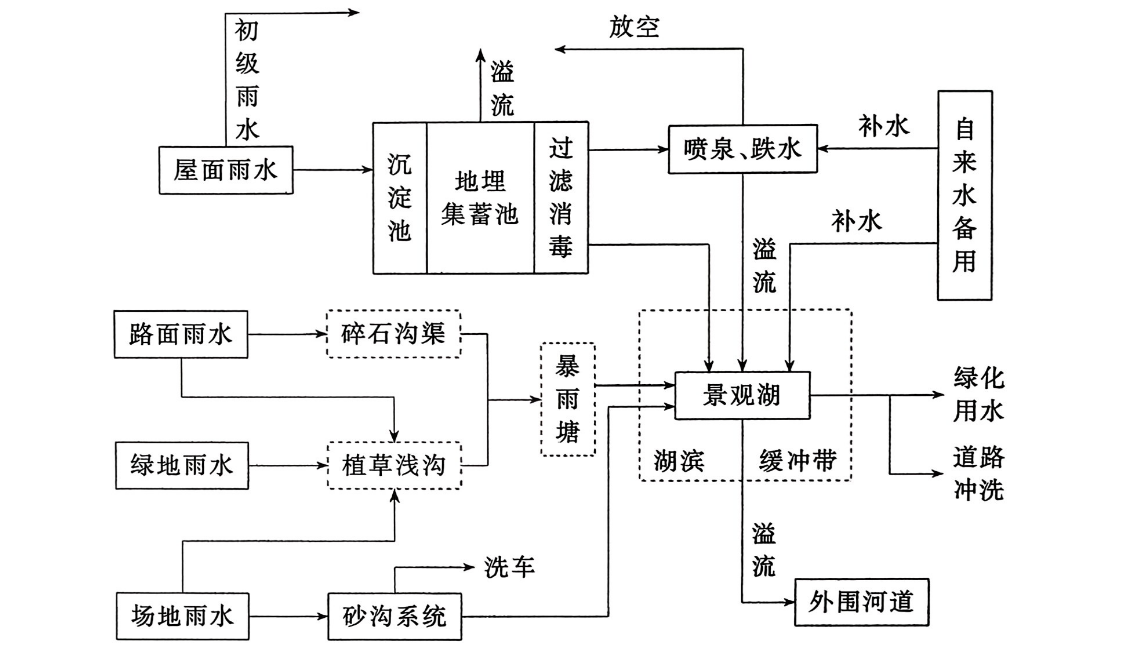 初级雨水
放空
溢流
屋面雨水
沉淀池
地埋
集蓄池
过滤消毒
喷泉、跌水
补水
自来水备用
补水
溢流
路面雨水
碎石沟渠
暴雨塘
景观湖
绿化
用水
绿地雨水
植草浅沟
湖滨
缓冲带
道路
冲洗
溢流
洗车
场地雨水
砂沟系统
外围河道